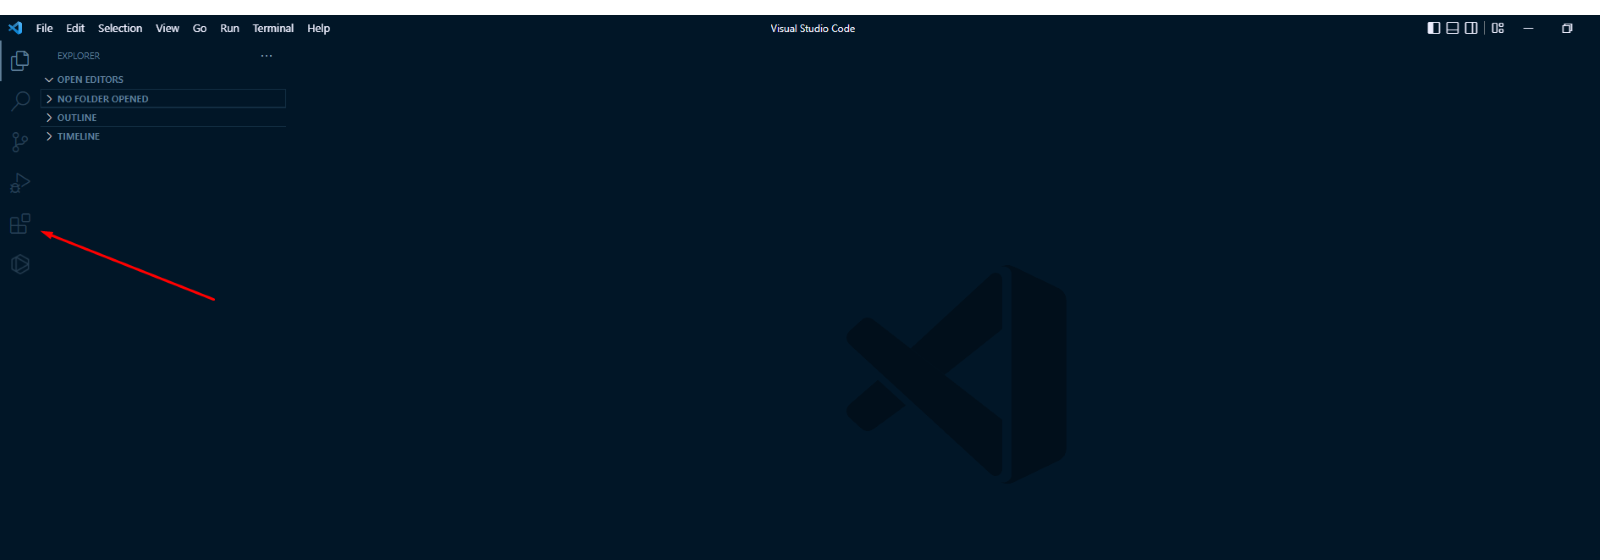 File Edit Selection View Go Run Terminal Help Visual Studio Code
EXPLORER
OPEN EDITORS
NO FOLDER OPENED
OUTLINE
TIMELINE